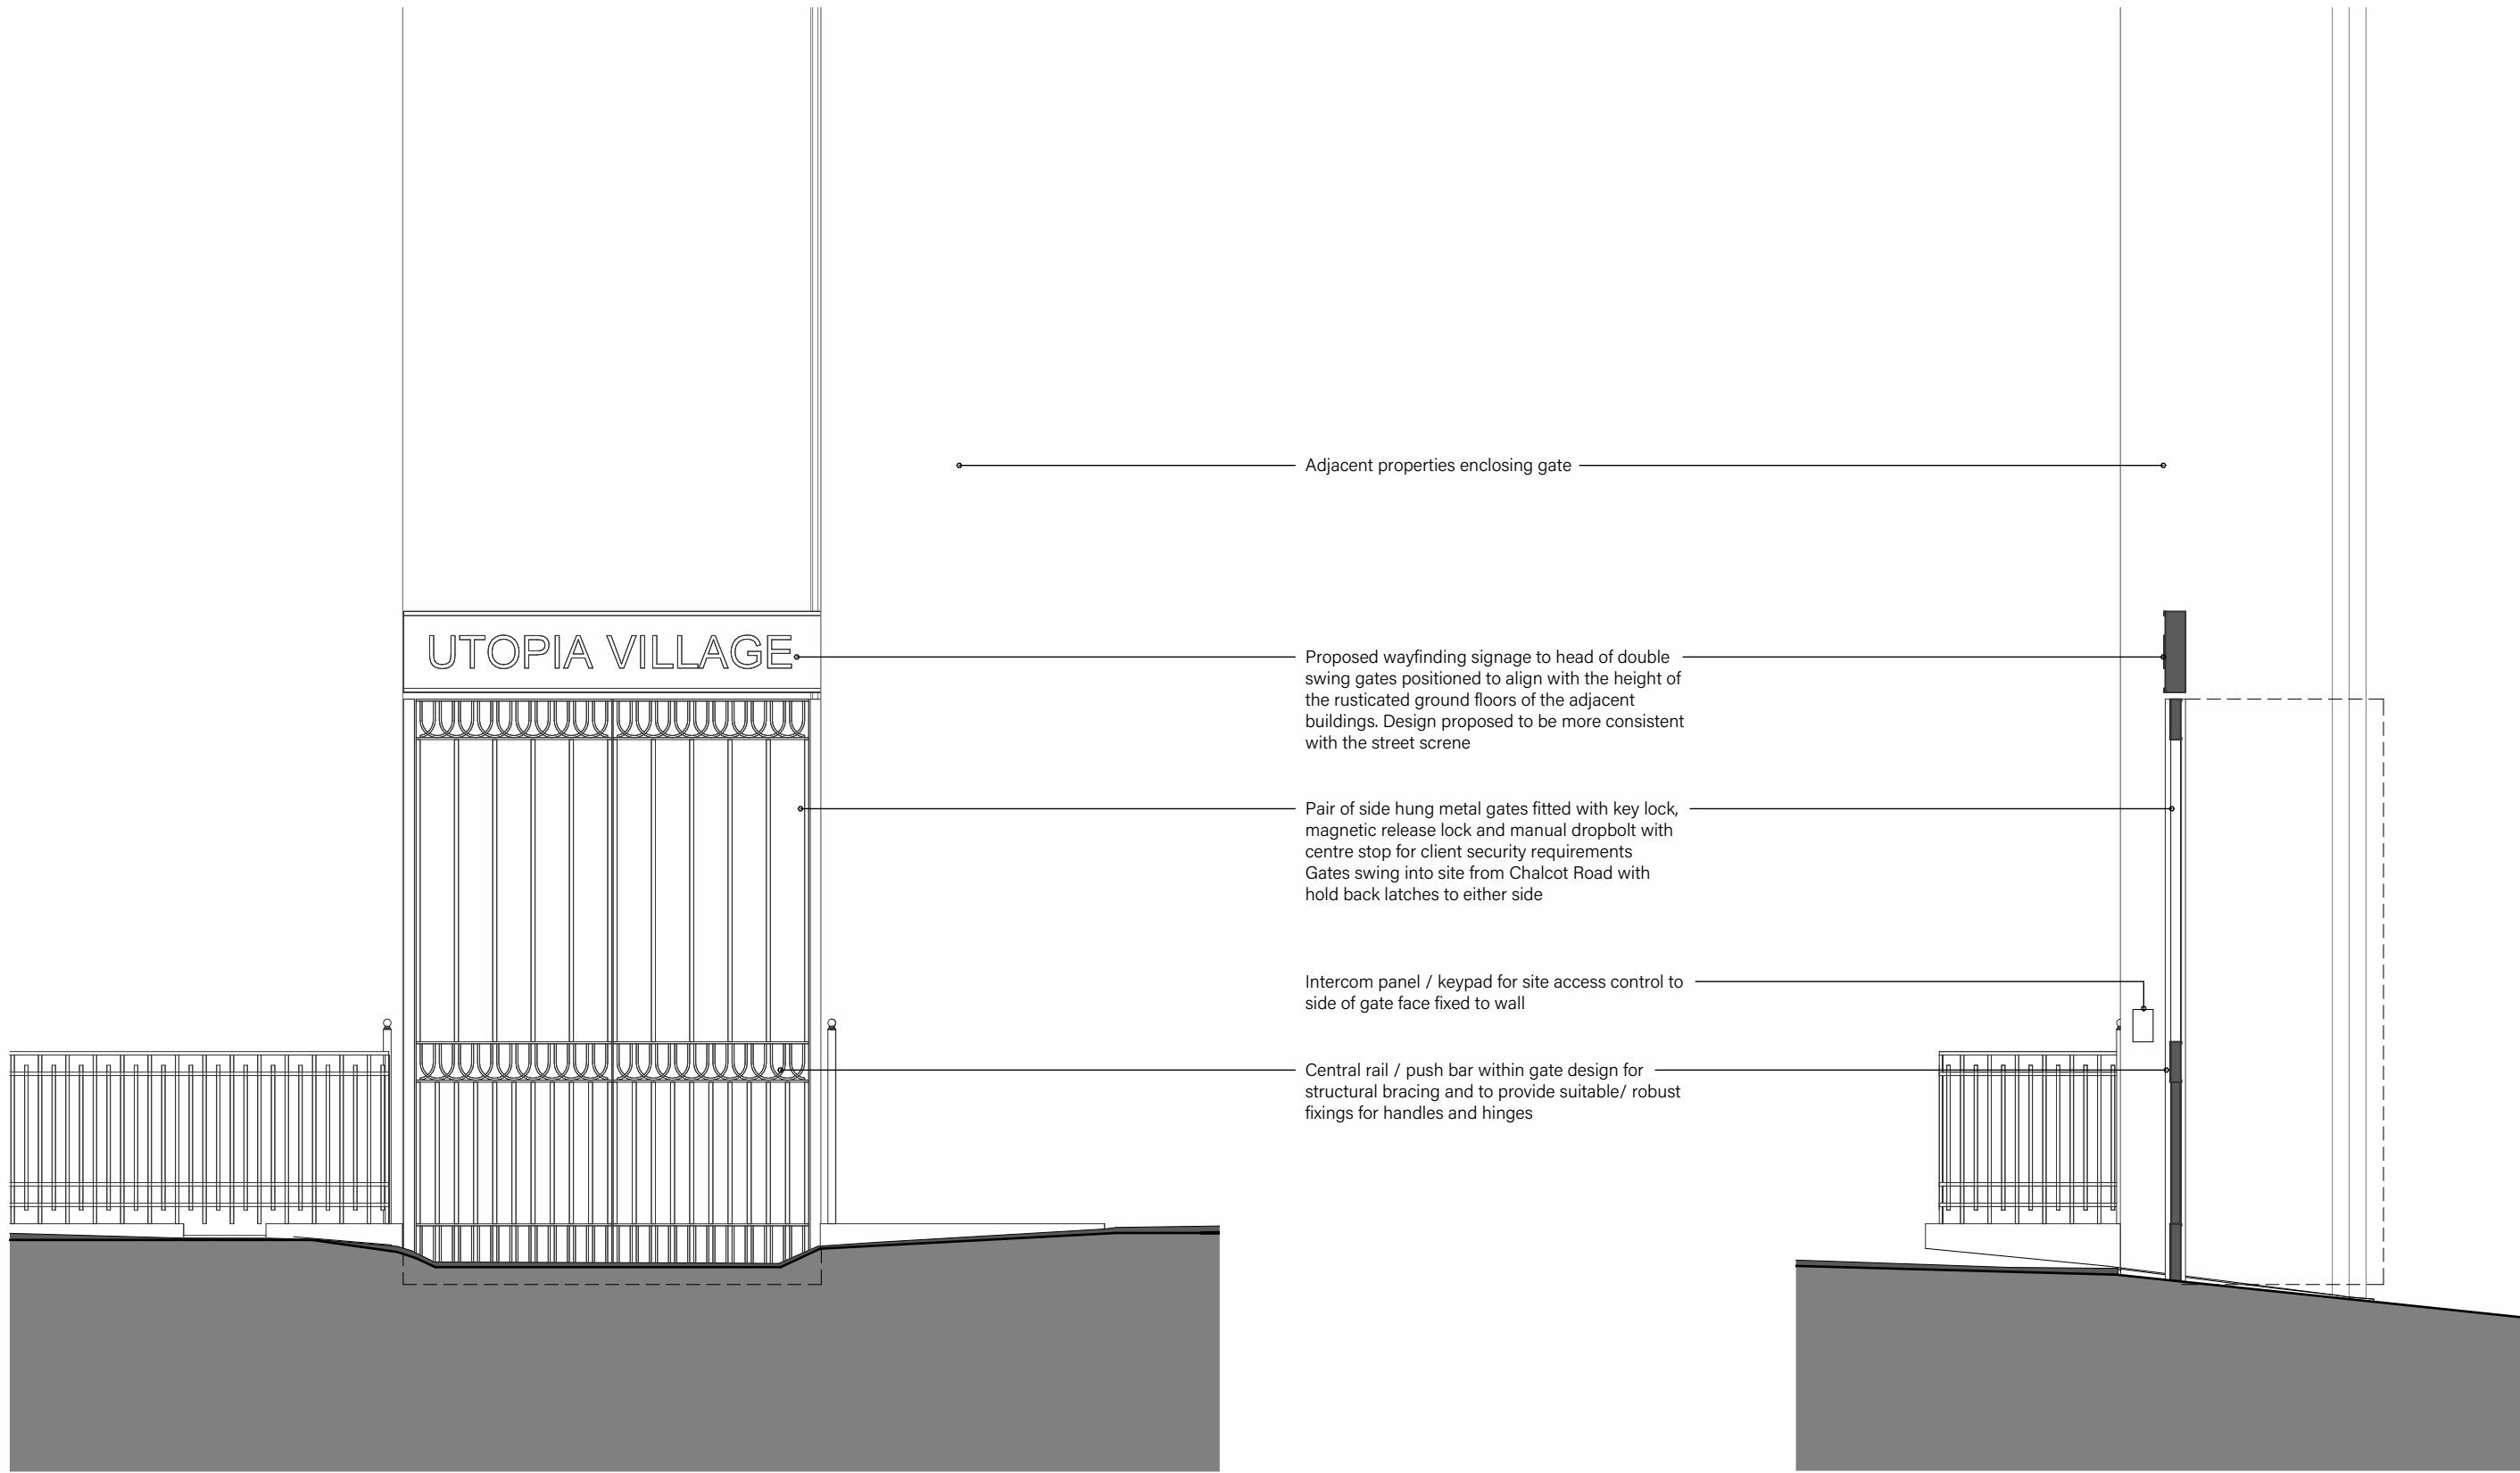 Adjacent properties enclosing gate
UTOPIA VILLAGE
Proposed wayfinding signage to head of double
swing gates positioned to align with the height of
the rusticated ground floors of the adjacent
buildings. Design proposed to be more consistent
with the street screne
Pair of side hung metal gates fitted with key lock,
magnetic release lock and manual dropbolt with
centre stop for client security requirements
Gates swing into site from Chalcot Road with
hold back latches to either side
Intercom panel / keypad for site access control to
side of gate face fixed to wall
Central rail / push bar within gate design for
structural bracing and to provide suitable/ robust
fixings for handles and hinges